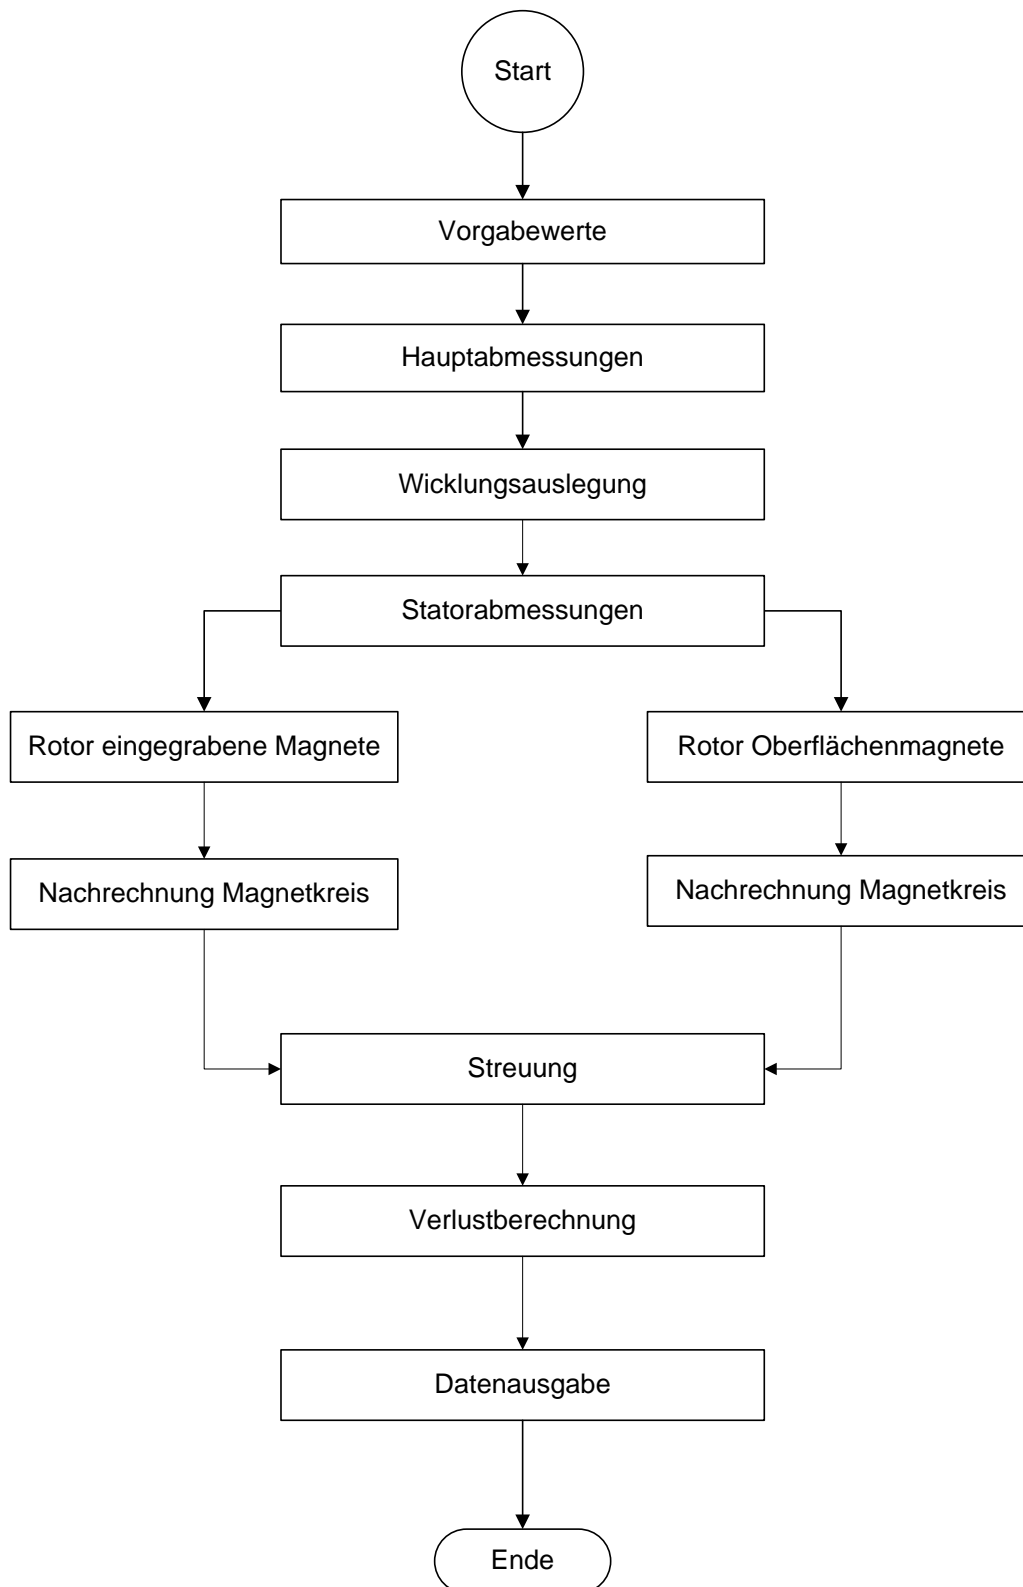 Start
Vorgabewerte
Hauptabmessungen
Wicklungsauslegung
Statorabmessungen
Rotor eingegrabene Magnete
Rotor Oberflächenmagnete
Nachrechnung Magnetkreis
Nachrechnung Magnetkreis
Streuung
Verlustberechnung
Datenausgabe
Ende